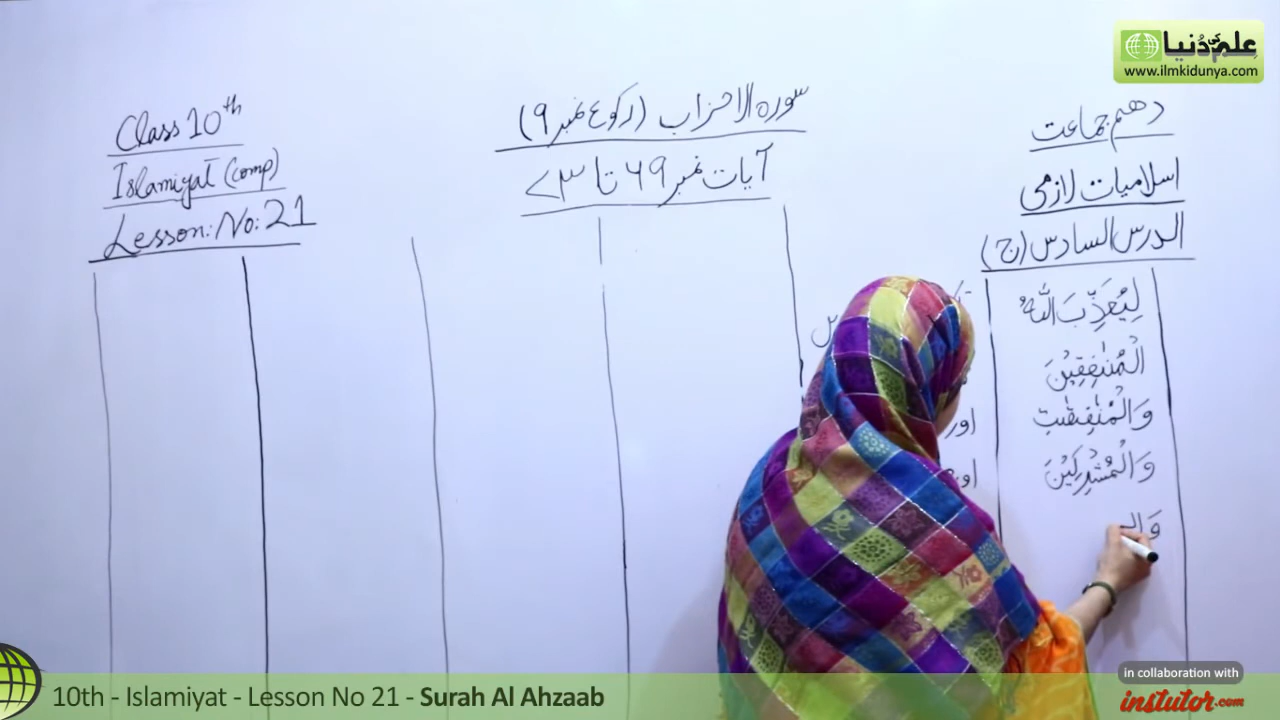 علم کی دُنیا
www.ilmkidunya.com
Class 10th
Islamiyat (comp)
Lesson: No: 21
سورہ الاحزاب (رکوع نمبر ۹)
آیات نمبر ۶۹ تا ۷۳
دھم جماعت
اسلامیات لازمی
الدرس السادس (ج)
لِیُعَذِّبَ اللّٰهُ
الْمُنٰفِقِیْنَ
وَالْمُنٰفِقٰتِ
وَالْمُشْرِکِیْنَ
اور
10th - Islamiyat - Lesson No 21 - Surah Al Ahzaab
in collaboration with
instutor.com